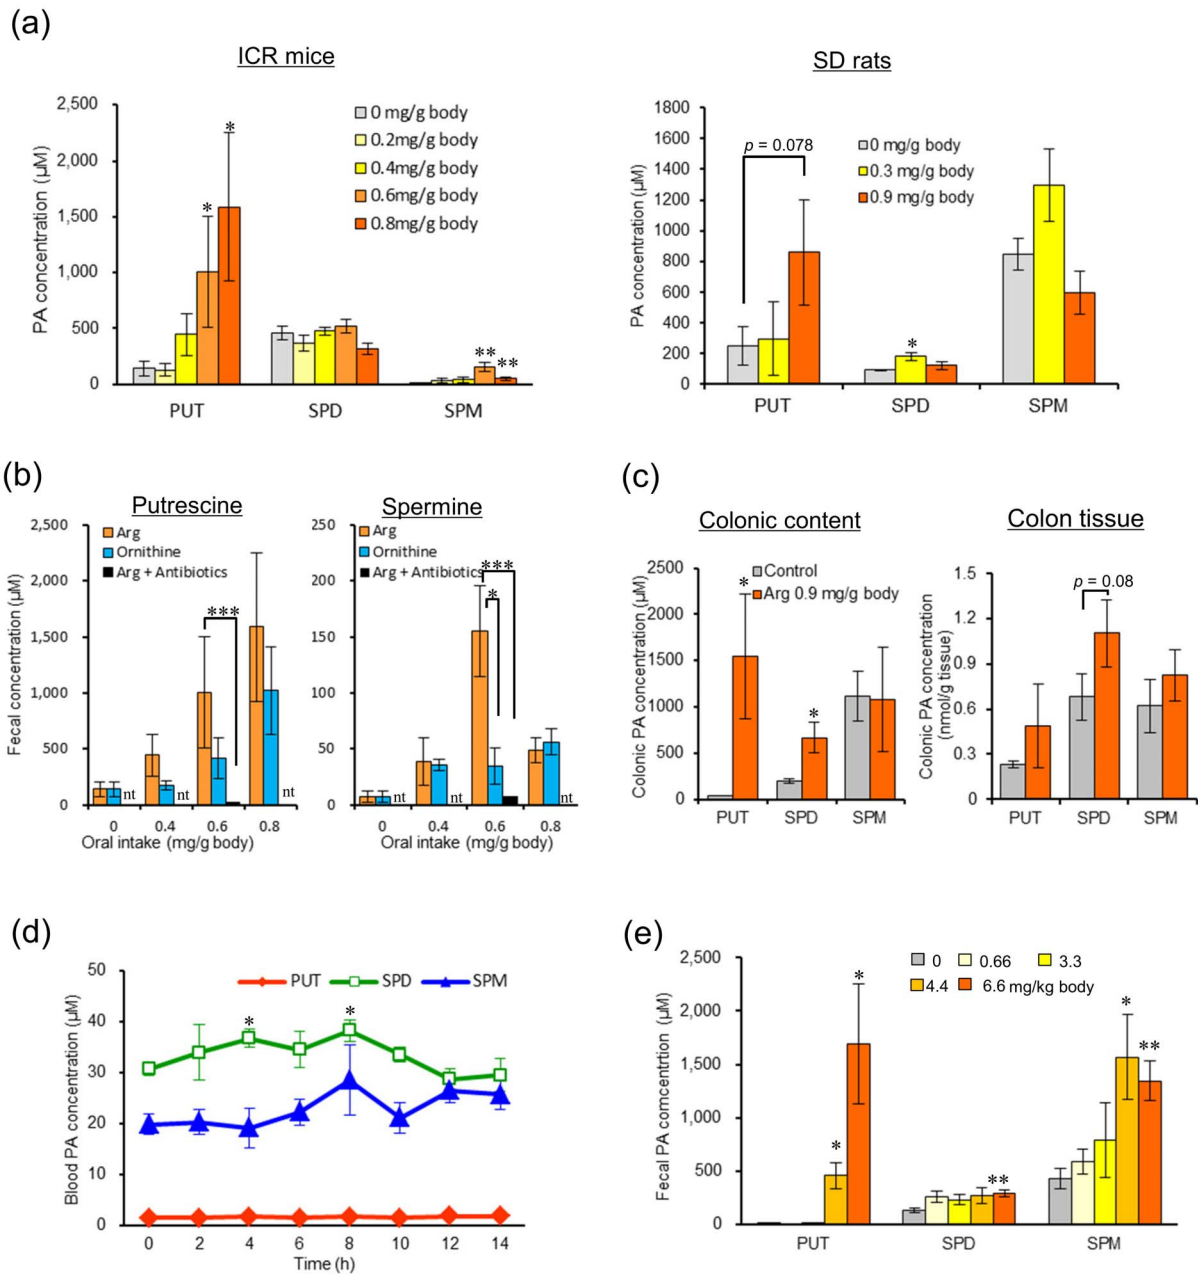 (a)
ICR mice
PA concentration (µM)
2,500
2,000
1,500
1,000
500
0
0 mg/g body
0.2mg/g body
0.4mg/g body
0.6mg/g body
0.8mg/g body
*
*
**
**
PUT SPD SPM
SD rats
PA concentration (µM)
1800
1600
1400
1200
1000
800
600
400
200
0
p = 0.078
0 mg/g body
0.3 mg/g body
0.9 mg/g body
*
PUT SPD SPM
(b)
Putrescine
Fecal concentration (µM)
2,500
2,000
1,500
1,000
500
0
Arg
Ornithine
Arg + Antibiotics
***
nt nt nt
0 0.4 0.6 0.8
Oral intake (mg/g body)
Spermine
250
200
150
100
50
0
Arg
Ornithine
Arg + Antibiotics
***
*
nt nt nt
0 0.4 0.6 0.8
Oral intake (mg/g body)
(c)
Colonic content
Colonic PA concentration (µM)
2500
2000
1500
1000
500
0
Control
Arg 0.9 mg/g body
*
*
PUT SPD SPM
Colon tissue
Colonic PA concentration
(nmol/g tissue)
1.5
1.2
0.9
0.6
0.3
0
p = 0.08
PUT SPD SPM
(d)
Blood PA concentration (µM)
50
40
30
20
10
0
PUT SPD SPM
* *
0 2 4 6 8 10 12 14
Time (h)
(e)
Fecal PA comcentration (µM)
2,500
2,000
1,500
1,000
500
0
0 0.66 3.3
4.4 6.6 mg/kg body
*
*
**
*
**
PUT SPD SPM